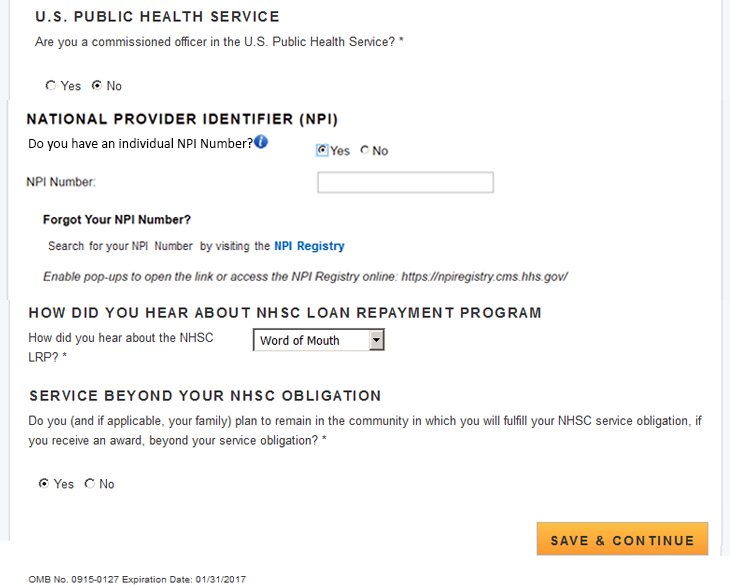 U.S. PUBLIC HEALTH SERVICE
Are you a commissioned officer in the U.S. Public Health Service? *
Yes No
NATIONAL PROVIDER IDENTIFIER (NPI)
Do you have an individual NPI Number?
Yes No
NPI Number:
Forgot Your NPI Number?
Search for your NPI Number by visiting the NPI Registry
Enable pop-ups to open the link or access the NPI Registry online: https://npiregistry.cms.hhs.gov/
HOW DID YOU HEAR ABOUT NHSC LOAN REPAYMENT PROGRAM
How did you hear about the NHSC
LRP? *
Word of Mouth
SERVICE BEYOND YOUR NHSC OBLIGATION
Do you (and if applicable, your family) plan to remain in the community in which you will fulfill your NHSC service obligation, if
you receive an award, beyond your service obligation? *
Yes No
SAVE & CONTINUE
OMB No. 0915-0127 Expiration Date: 01/31/2017